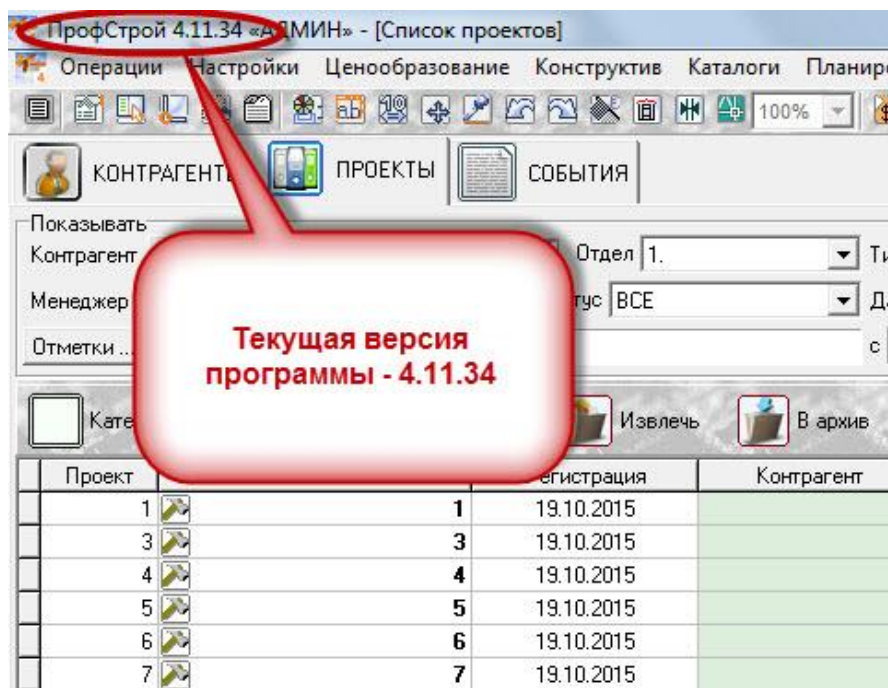 ПрофСтрой 4.11.34 «АДМИН» - [Список проектов]
Операции Настройки Ценообразование Конструктив Каталоги
100%
ПРОЕКТЫ СОБЫТИЯ
Показывать
Контрагент Отдел 1.
Менеджер ВСЕ
Отметки ... с
Текущая версия
программы - 4.11.34
Извлечь В архив
Проект Контрагент
1 1 19.10.2015
3 3 19.10.2015
4 4 19.10.2015
5 5 19.10.2015
6 6 19.10.2015
7 7 19.10.2015